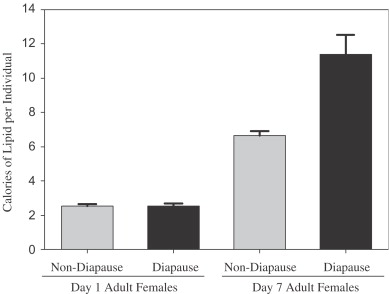 14
12
10
8
6
4
2
0
Calories of Lipid per Individual
Non-Diapause Diapause Non-Diapause Diapause
Day 1 Adult Females Day 7 Adult Females